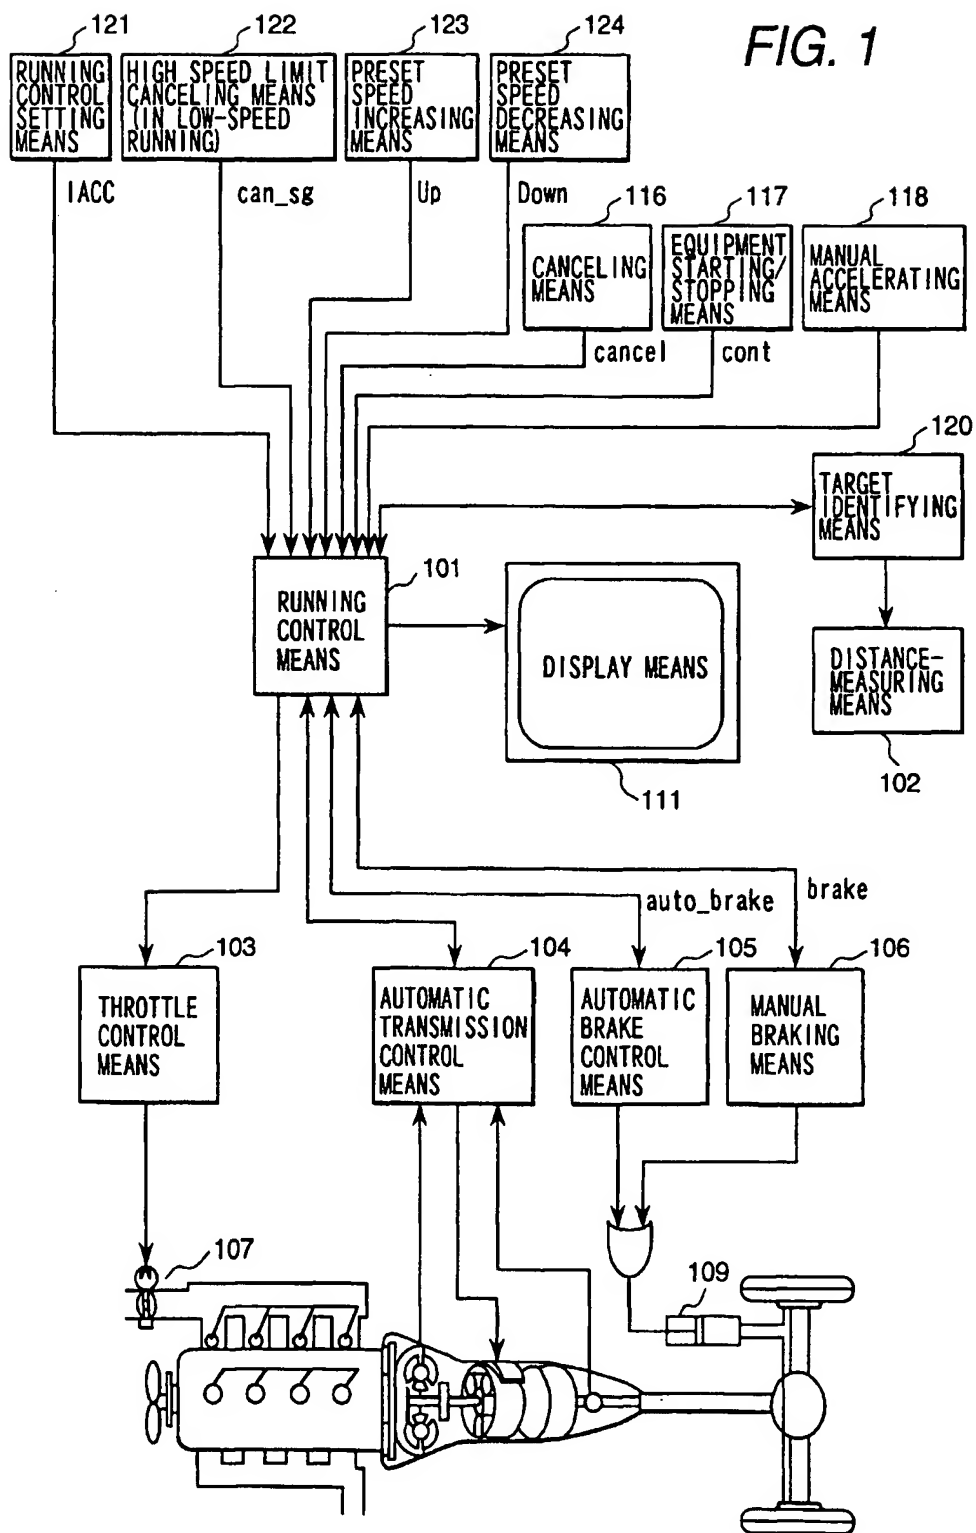 FIG. 1
121
122
123
124
RUNNING
CONTROL
SETTING
MEANS
HIGH SPEED LIMIT
CANCELING MEANS
(IN LOW-SPEED
RUNNING)
PRESET
SPEED
INCREASING
MEANS
PRESET
SPEED
DECREASING
MEANS
IACC
can_sg
Up
Down
116
117
118
CANCELING
MEANS
EQUIPMENT
STARTING/
STOPPING
MEANS
MANUAL
ACCELERATING
MEANS
cancel
cont
120
TARGET
IDENTIFYING
MEANS
101
RUNNING
CONTROL
MEANS
DISPLAY MEANS
111
DISTANCE-
MEASURING
MEANS
102
auto_brake
brake
103
104
105
106
THROTTLE
CONTROL
MEANS
AUTOMATIC
TRANSMISSION
CONTROL
MEANS
AUTOMATIC
BRAKE
CONTROL
MEANS
MANUAL
BRAKING
MEANS
107
109